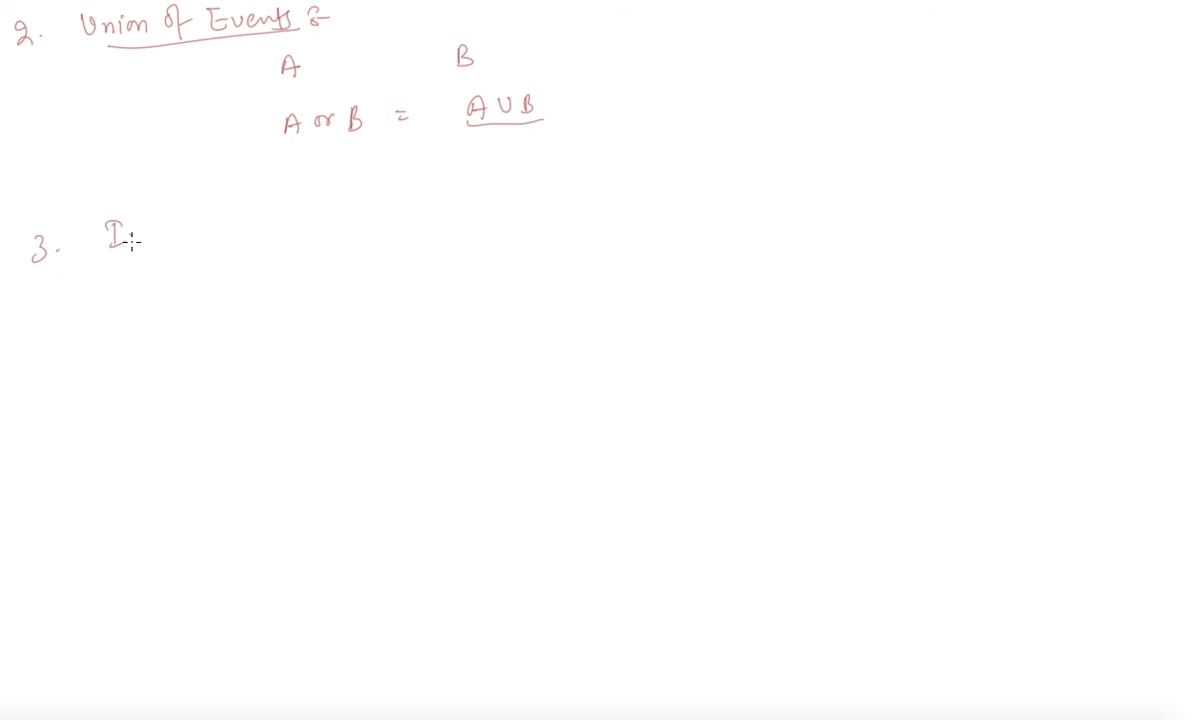 2. Union of Events :-
A B
A or B = A ∪ B
3. I